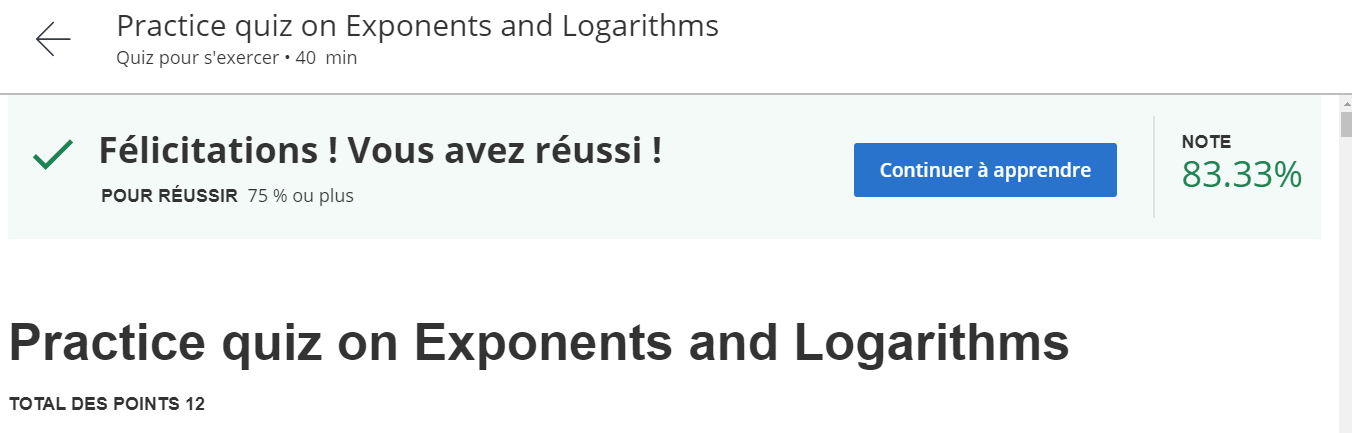 Practice quiz on Exponents and Logarithms
Quiz pour s'exercer • 40 min
Félicitations ! Vous avez réussi !
POUR RÉUSSIR 75 % ou plus
Continuer à apprendre
NOTE
83.33%
Practice quiz on Exponents and Logarithms
TOTAL DES POINTS 12